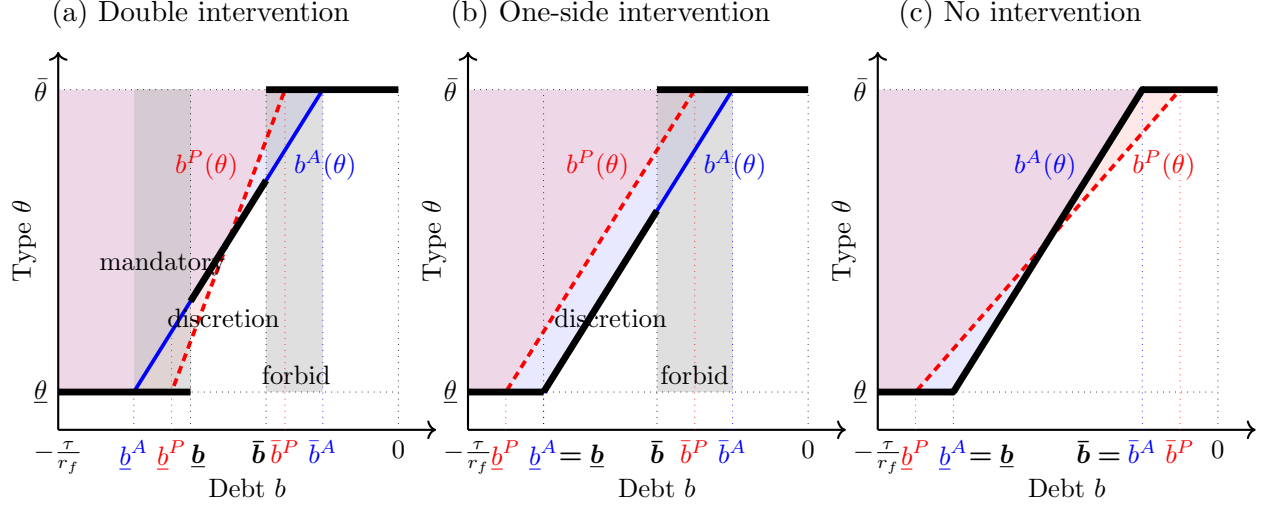 (a) Double intervention
θ̄
b^P(θ)
b^A(θ)
Type θ
mandatory
discretion
forbid
θ̲
−τ/r_f
b̲^A
b̲^P
b̲
b̄
b̄^P
b̄^A
0
Debt b
(b) One-side intervention
θ̄
b^P(θ)
b^A(θ)
Type θ
discretion
forbid
θ̲
−τ/r_f
b̲^P
b̲^A = b̲
b̄
b̄^P
b̄^A
0
Debt b
(c) No intervention
θ̄
b^A(θ)
b^P(θ)
Type θ
θ̲
−τ/r_f
b̲^P
b̲^A = b̲
b̄ = b̄^A
b̄^P
0
Debt b